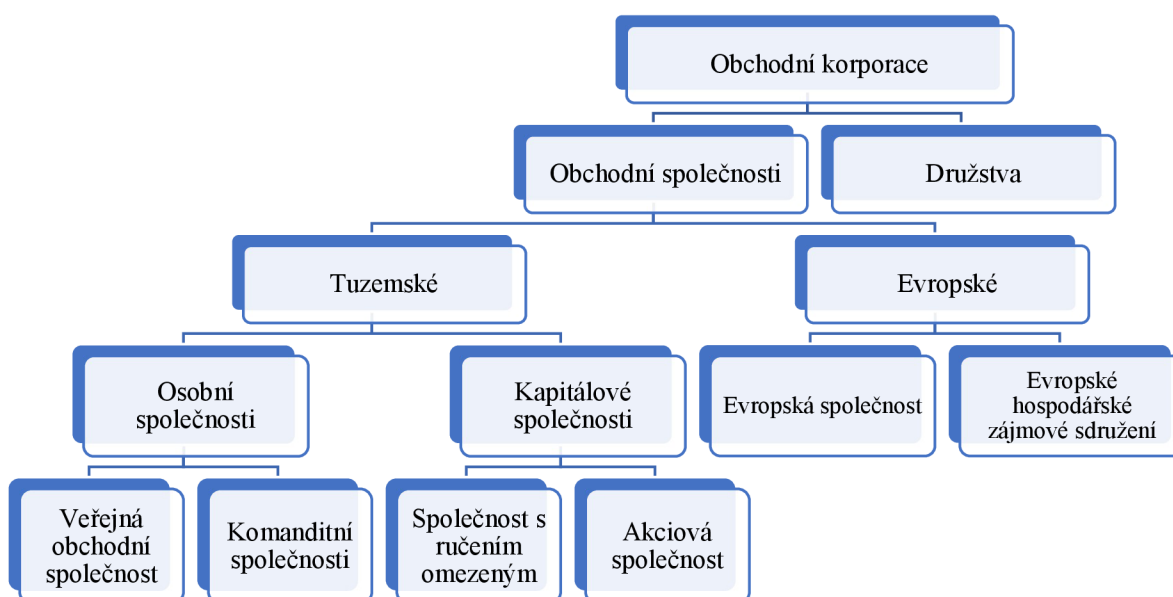 Obchodní korporace
Obchodní společnosti
Družstva
Tuzemské
Evropské
Osobní
společnosti
Kapitálové
společnosti
Evropská společnost
Evropské
hospodářské
zájmové sdružení
Veřejná
obchodní
společnost
Komanditní
společnosti
Společnost s
ručením
omezeným
Akciová
společnost